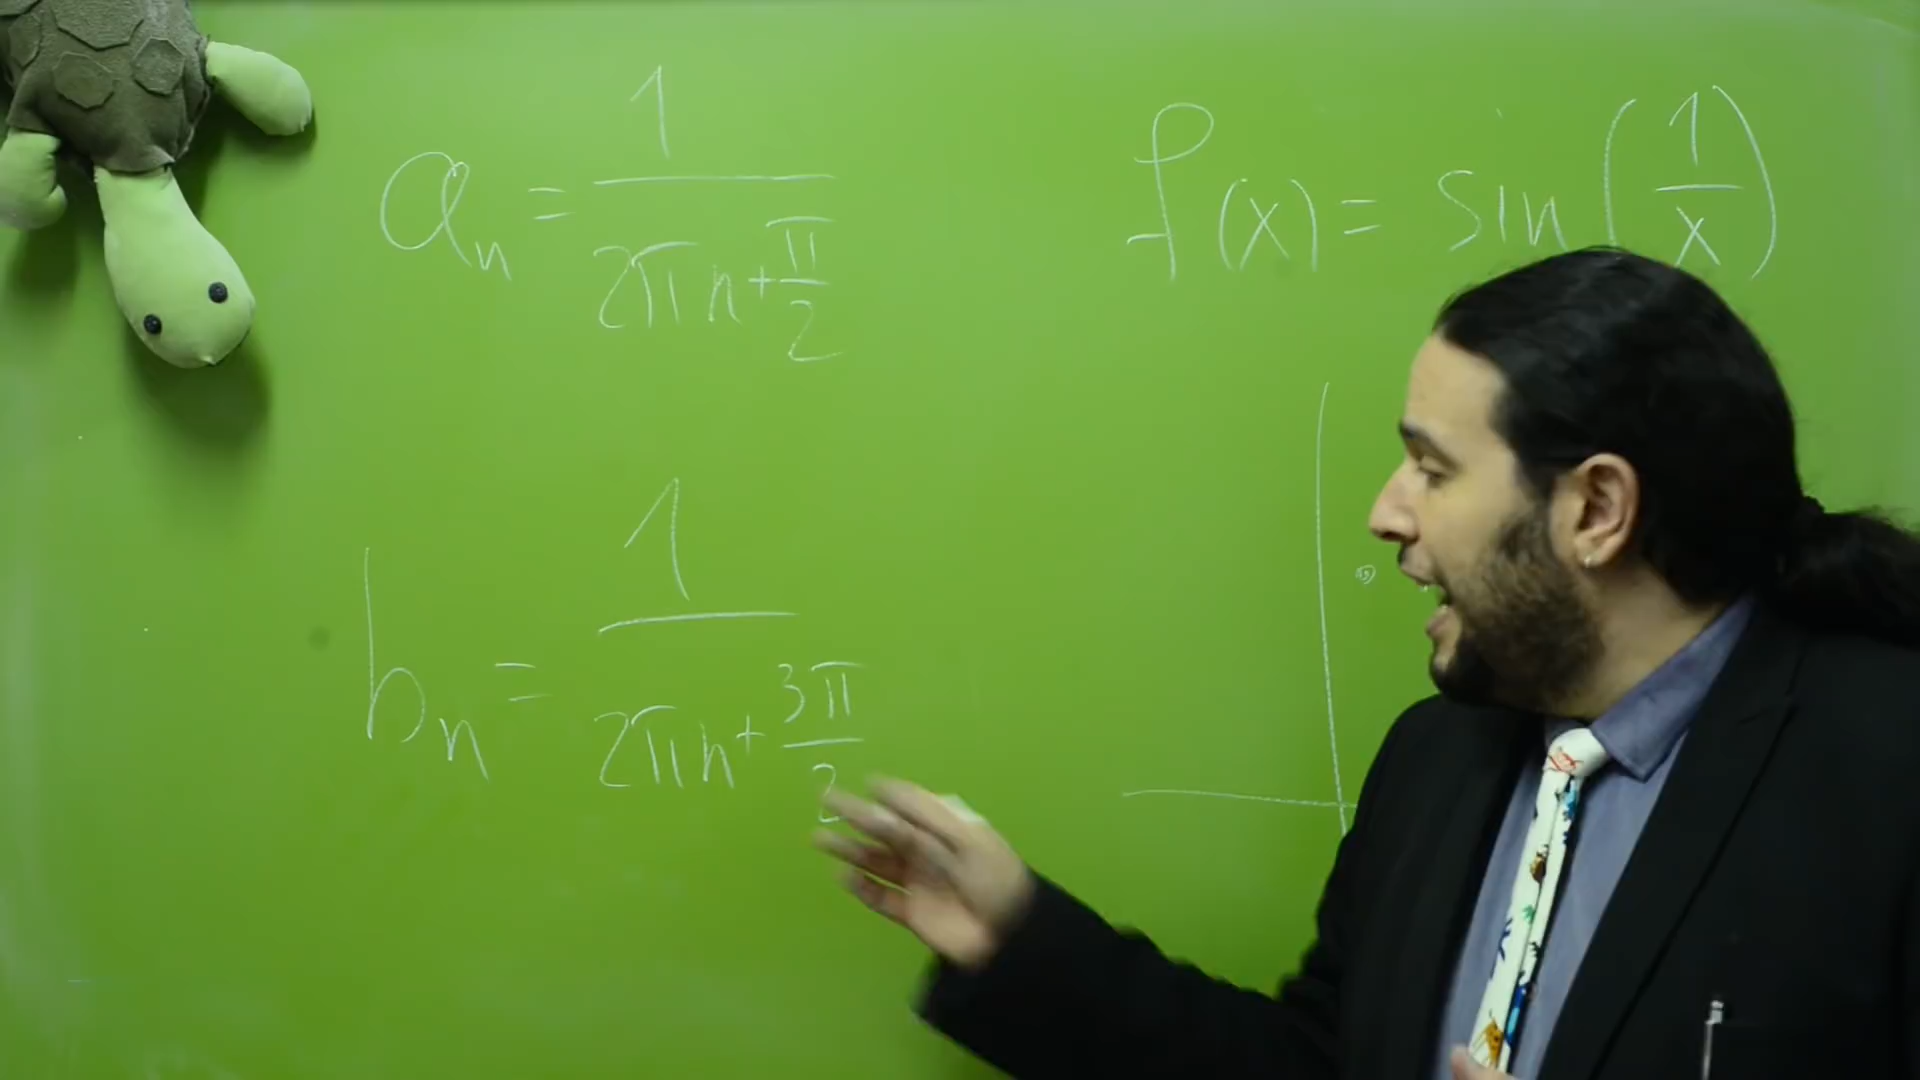 aₙ = 1/(2πn + π/2)
f(x) = sin(1/x)
bₙ = 1/(2πn + 3π/2)